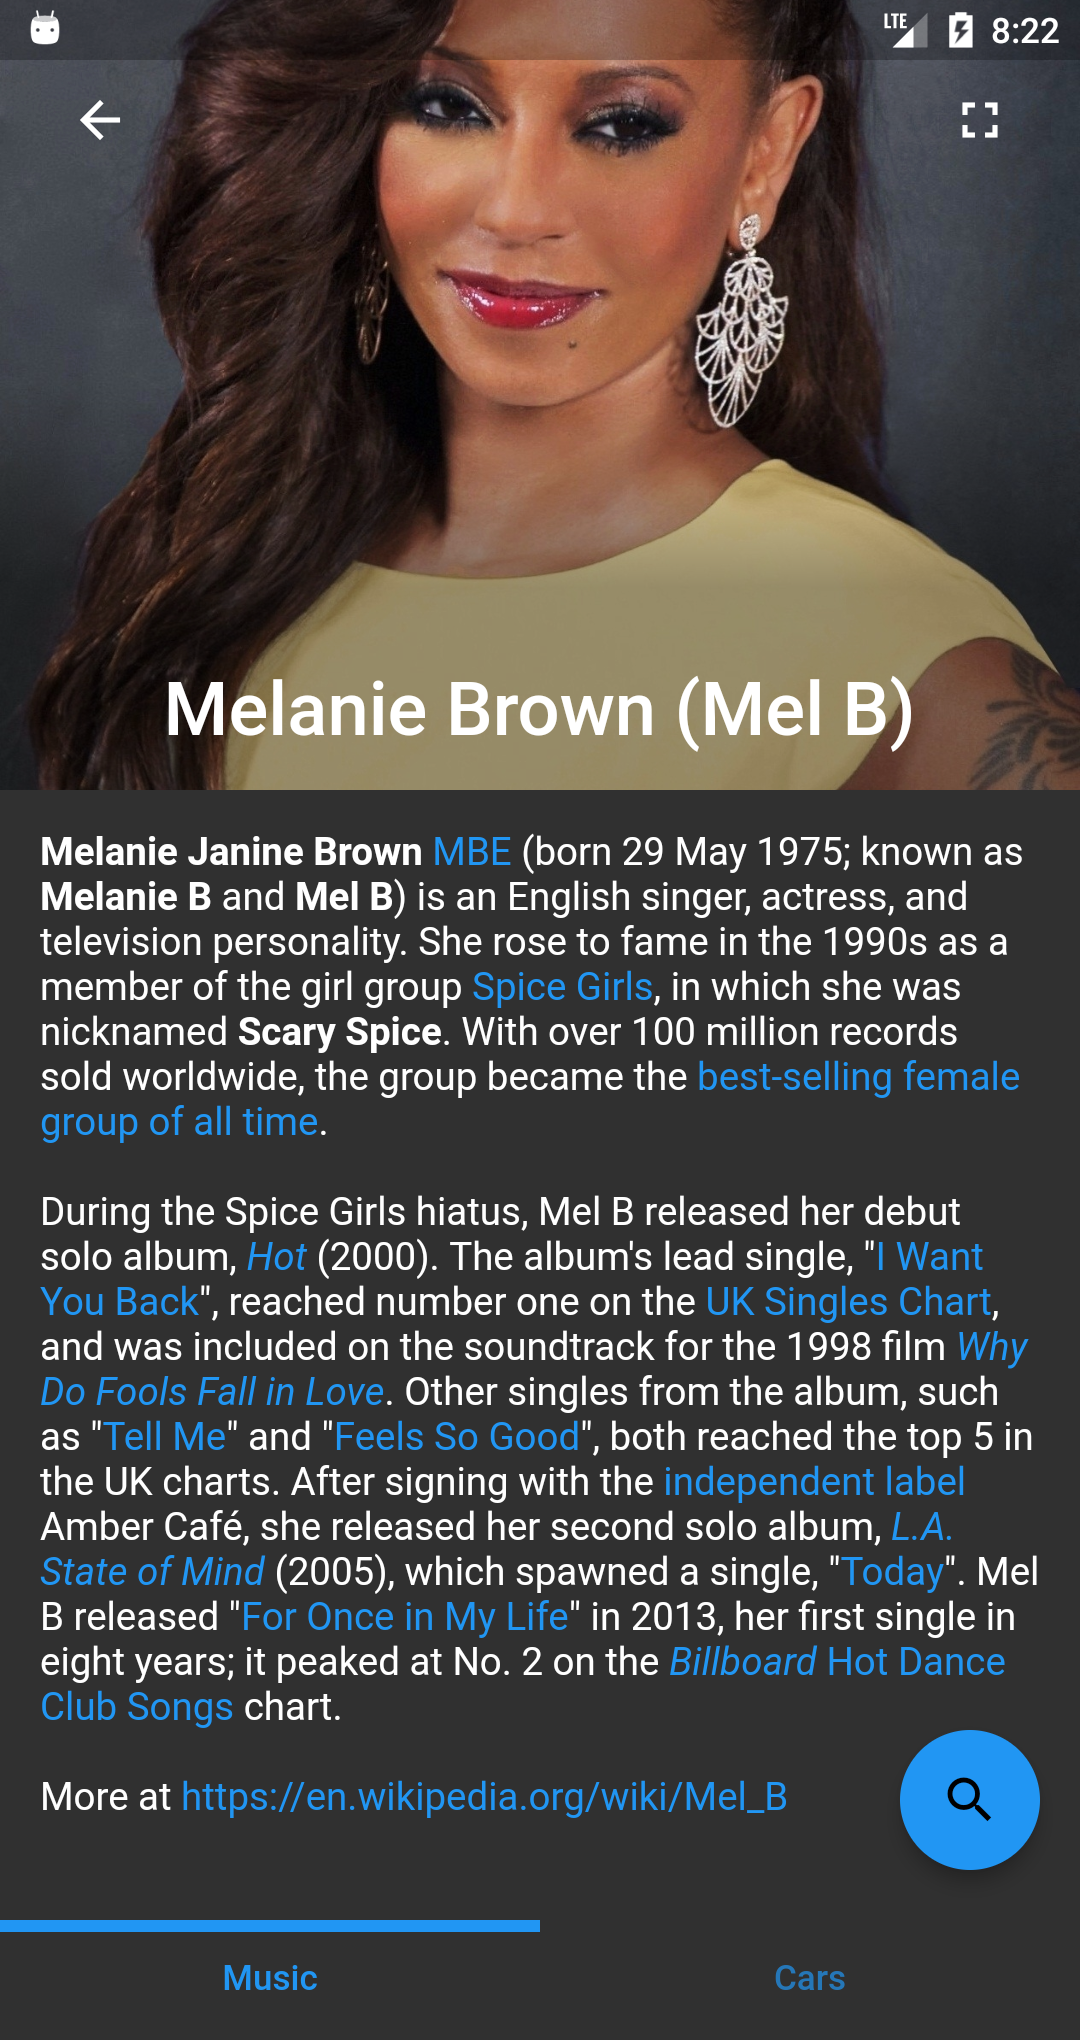 LTE 8:22
Melanie Brown (Mel B)
Melanie Janine Brown MBE (born 29 May 1975; known as
Melanie B and Mel B) is an English singer, actress, and
television personality. She rose to fame in the 1990s as a
member of the girl group Spice Girls, in which she was
nicknamed Scary Spice. With over 100 million records
sold worldwide, the group became the best-selling female
group of all time.
During the Spice Girls hiatus, Mel B released her debut
solo album, Hot (2000). The album's lead single, "I Want
You Back", reached number one on the UK Singles Chart,
and was included on the soundtrack for the 1998 film Why
Do Fools Fall in Love. Other singles from the album, such
as "Tell Me" and "Feels So Good", both reached the top 5 in
the UK charts. After signing with the independent label
Amber Café, she released her second solo album, L.A.
State of Mind (2005), which spawned a single, "Today". Mel
B released "For Once in My Life" in 2013, her first single in
eight years; it peaked at No. 2 on the Billboard Hot Dance
Club Songs chart.
More at https://en.wikipedia.org/wiki/Mel_B
Music Cars